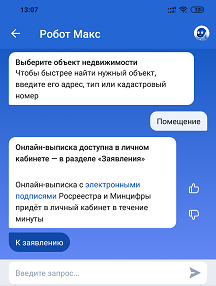 13:07
Робот Макс
Выберите объект недвижимости
Чтобы быстрее найти нужный объект,
введите его адрес, тип или кадастровый
номер
Помещение
Онлайн-выписка доступна в личном
кабинете — в разделе «Заявления»
Онлайн-выписка с электронными
подписями Росреестра и Минцифры
придёт в личный кабинет в течение
минуты
К заявлению
Введите запрос...